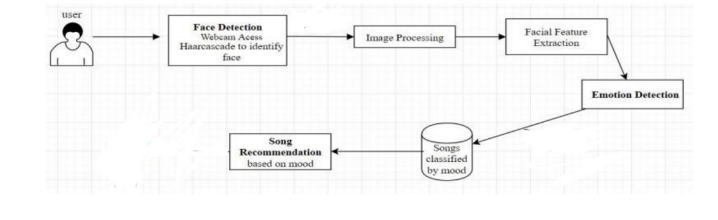 user
Face Detection
Webcam Acess
Haarcascade to identify
face
Image Processing
Facial Feature
Extraction
Emotion Detection
Songs
classified
by mood
Song
Recommendation
based on mood